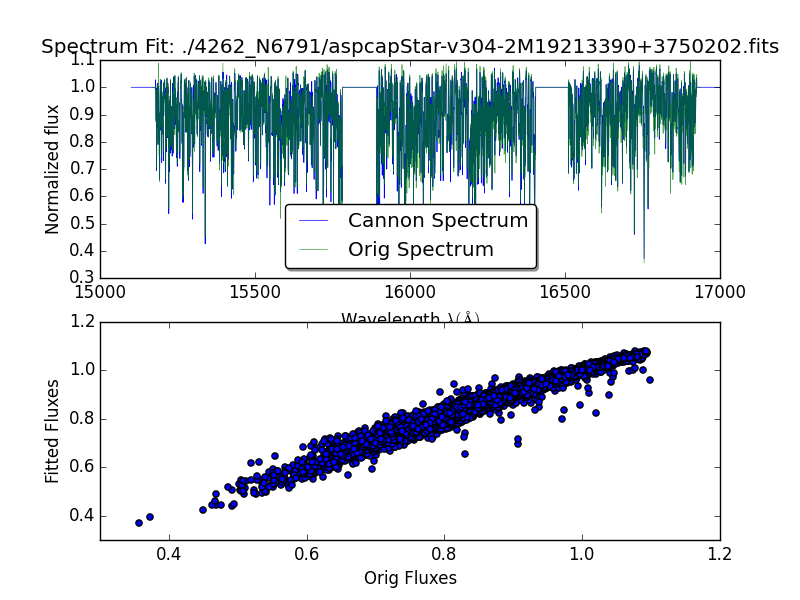 Spectrum Fit: ./4262_N6791/aspcapStar-v304-2M19213390+3750202.fits
Normalized flux
1.1
1.0
0.9
0.8
0.7
0.6
0.5
0.4
0.3
Cannon Spectrum
Orig Spectrum
15000 15500 16000 16500 17000
Wavelength λ(Å)
Fitted Fluxes
1.2
1.0
0.8
0.6
0.4
0.4 0.6 0.8 1.0 1.2
Orig Fluxes